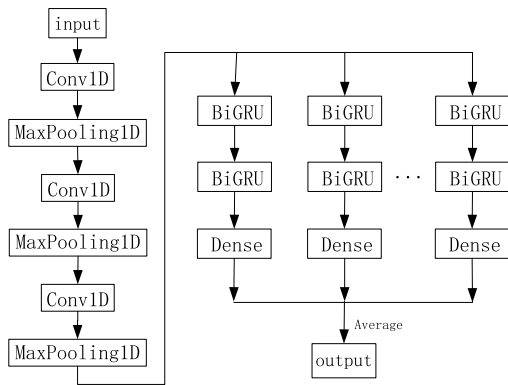 input
Conv1D
MaxPooling1D
Conv1D
MaxPooling1D
Conv1D
MaxPooling1D
BiGRU BiGRU BiGRU
BiGRU BiGRU ... BiGRU
Dense Dense Dense
Average
output